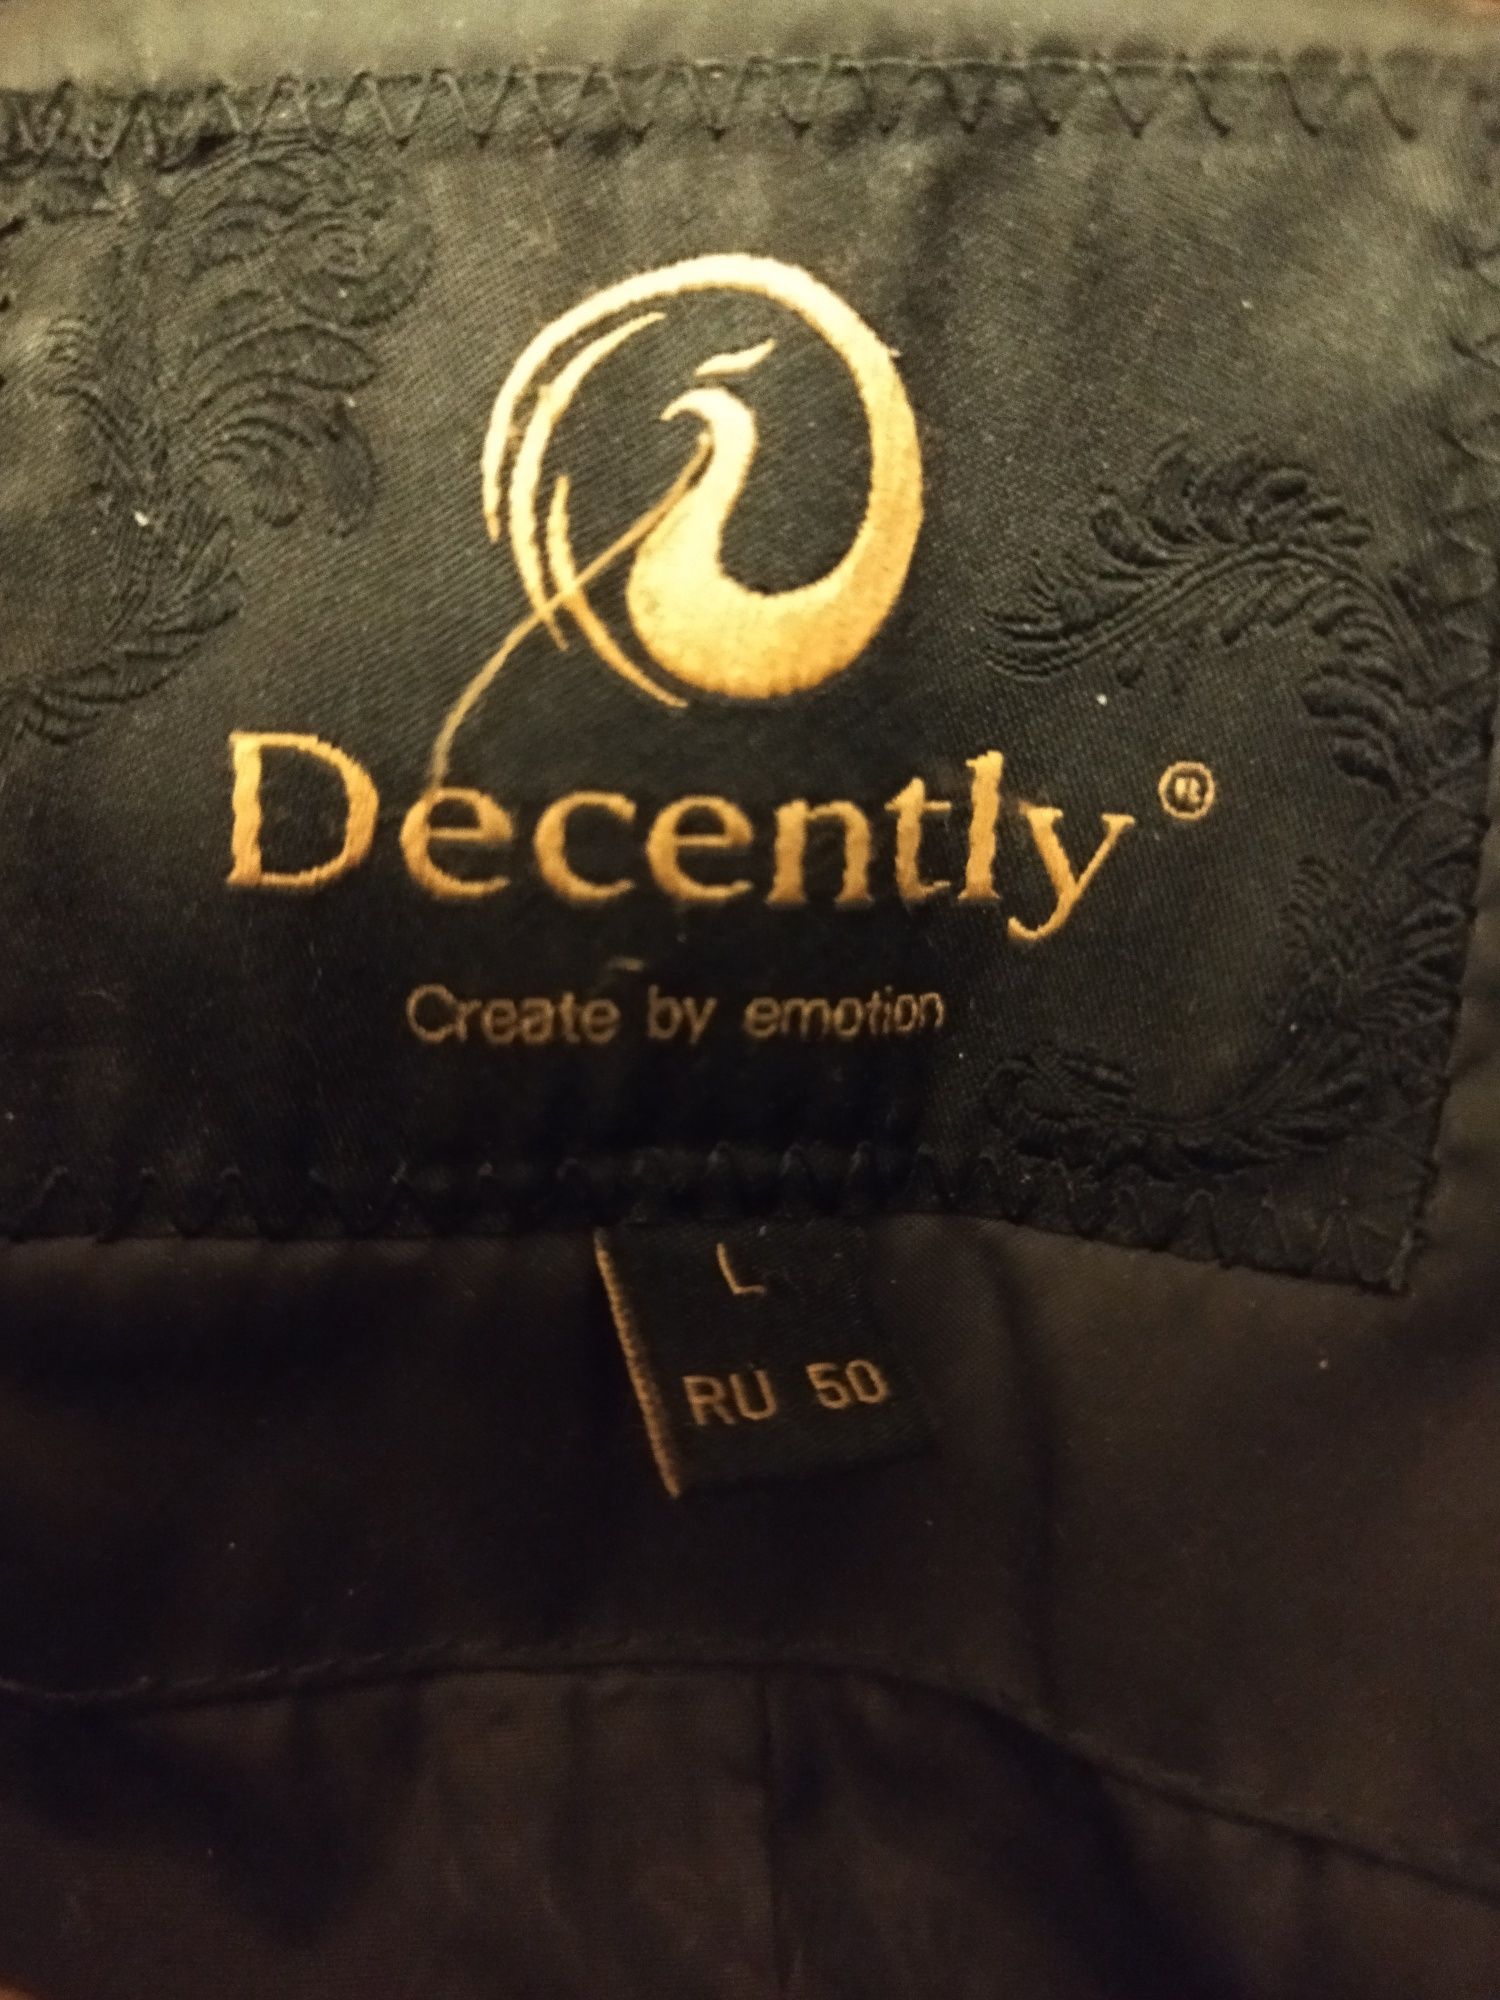 Decently®
Create by emotion
L
RU 50